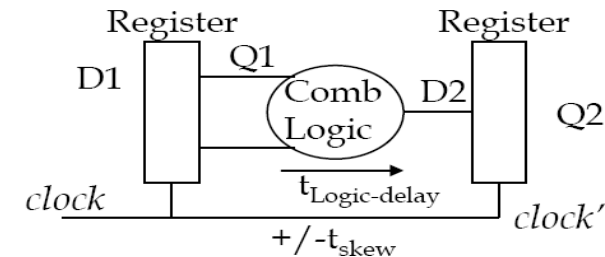 Register
Register
D1
Q1
Comb
Logic
D2
Q2
tLogic-delay
clock
clock'
+/-tskew